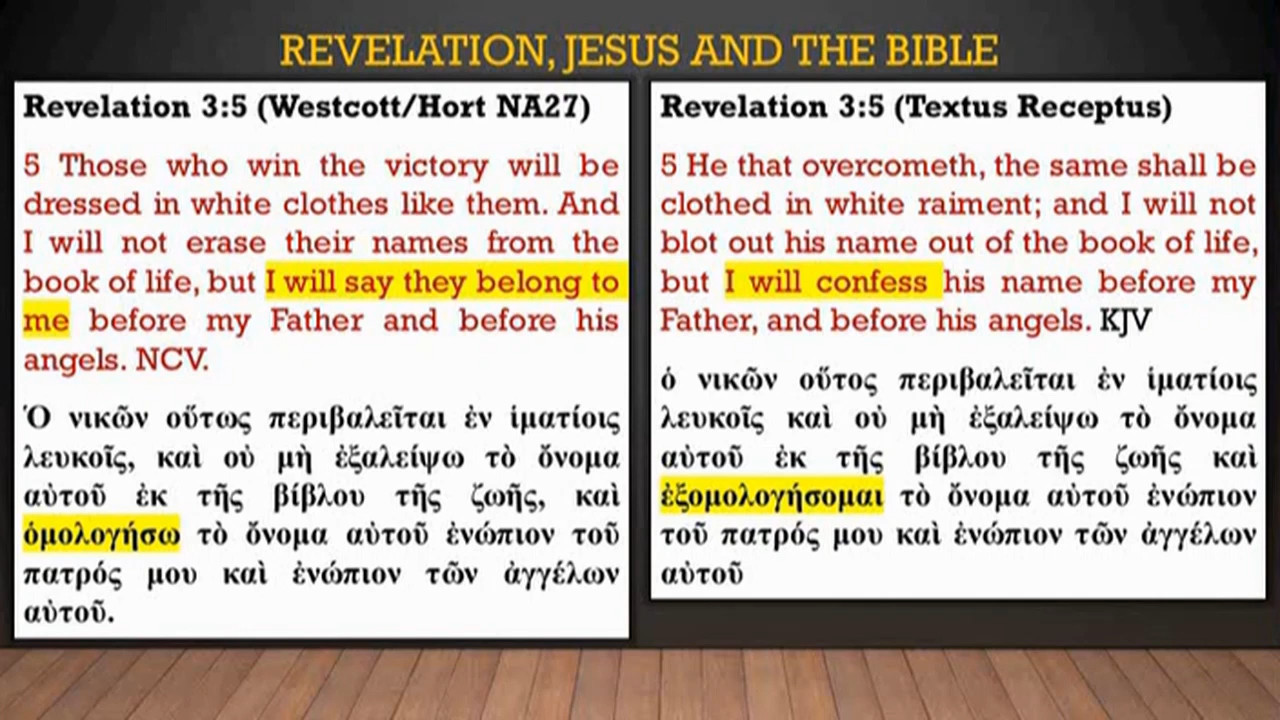 REVELATION, JESUS AND THE BIBLE
Revelation 3:5 (Westcott/Hort NA27)
5 Those who win the victory will be
dressed in white clothes like them. And
I will not erase their names from the
book of life, but I will say they belong to
me before my Father and before his
angels. NCV.
Ὁ νικῶν οὕτως περιβαλεῖται ἐν ἱματίοις
λευκοῖς, καὶ οὐ μὴ ἐξαλείψω τὸ ὄνομα
αὐτοῦ ἐκ τῆς βίβλου τῆς ζωῆς, καὶ
ὁμολογήσω τὸ ὄνομα αὐτοῦ ἐνώπιον τοῦ
πατρός μου καὶ ἐνώπιον τῶν ἀγγέλων
αὐτοῦ.
Revelation 3:5 (Textus Receptus)
5 He that overcometh, the same shall be
clothed in white raiment; and I will not
blot out his name out of the book of life,
but I will confess his name before my
Father, and before his angels. KJV
ὁ νικῶν οὗτος περιβαλεῖται ἐν ἱματίοις
λευκοῖς καὶ οὐ μὴ ἐξαλείψω τὸ ὄνομα
αὐτοῦ ἐκ τῆς βίβλου τῆς ζωῆς καὶ
ἐξομολογήσομαι τὸ ὄνομα αὐτοῦ ἐνώπιον
τοῦ πατρός μου καὶ ἐνώπιον τῶν ἀγγέλων
αὐτοῦ